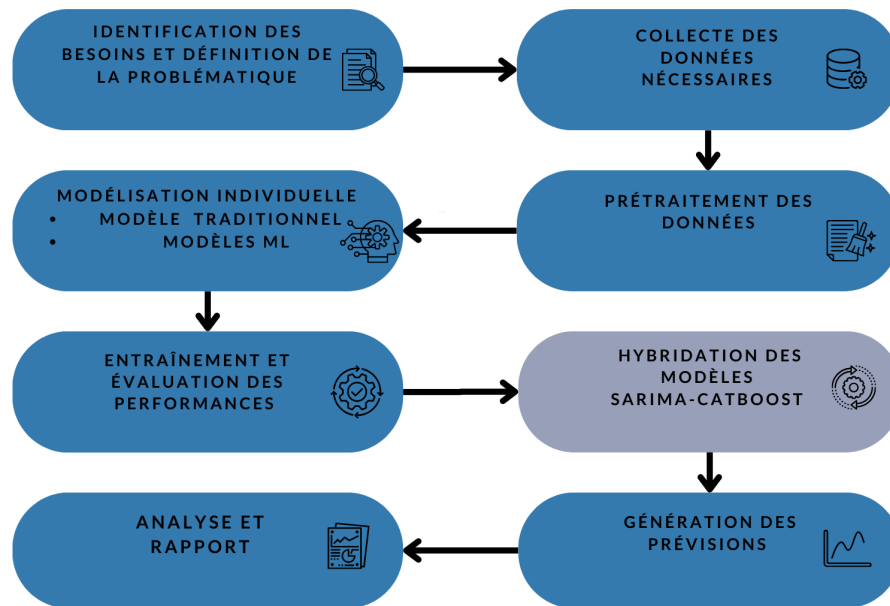 IDENTIFICATION DES
BESOINS ET DÉFINITION DE
LA PROBLÉMATIQUE
COLLECTE DES
DONNÉES
NÉCESSAIRES
PRÉTRAITEMENT DES
DONNÉES
MODÉLISATION INDIVIDUELLE
• MODÈLE TRADITIONNEL
• MODÈLES ML
ENTRAÎNEMENT ET
ÉVALUATION DES
PERFORMANCES
HYBRIDATION DES
MODÈLES
SARIMA-CATBOOST
GÉNÉRATION DES
PRÉVISIONS
ANALYSE ET
RAPPORT